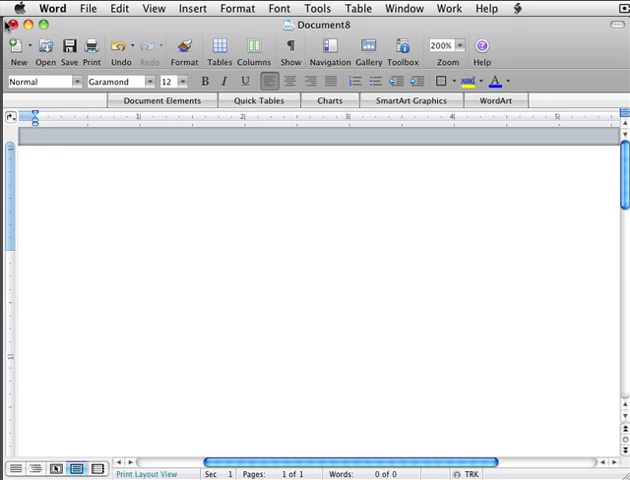 Word File Edit View Insert Format Font Tools Table Window Work Help
Document8
200%
New Open Save Print Undo Redo Format Tables Columns Show Navigation Gallery Toolbox Zoom Help
Normal Garamond 12 B I U A
Document Elements Quick Tables Charts SmartArt Graphics WordArt
1 2 3 4 5
1
Print Layout View Sec 1 Pages: 1 of 1 Words: 0 of 0 TRK